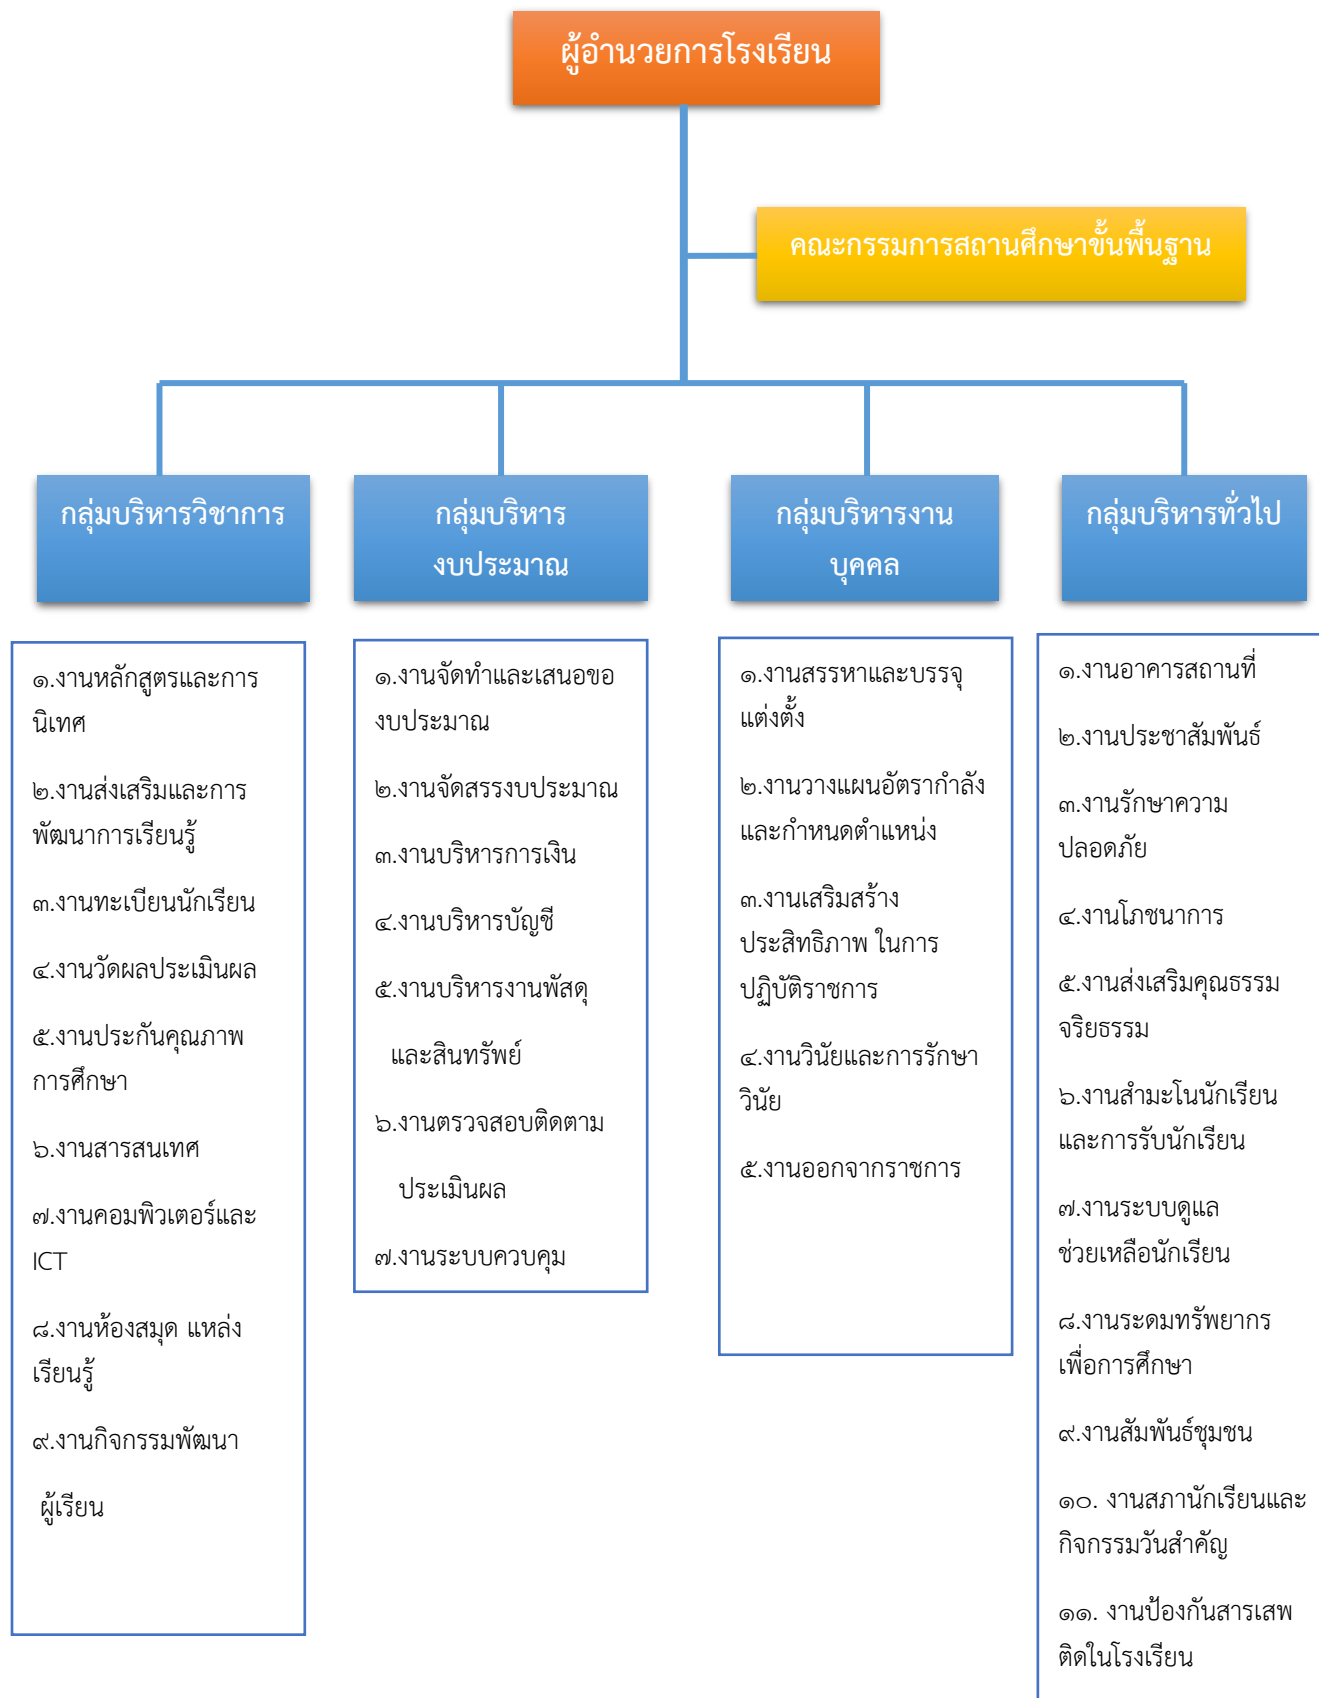 ผู้อำนวยการโรงเรียน
คณะกรรมการสถานศึกษาขั้นพื้นฐาน
กลุ่มบริหารวิชาการ
๑.งานหลักสูตรและการ
นิเทศ
๒.งานส่งเสริมและการ
พัฒนาการเรียนรู้
๓.งานทะเบียนนักเรียน
๔.งานวัดผลประเมินผล
๕.งานประกันคุณภาพ
การศึกษา
๖.งานสารสนเทศ
๗.งานคอมพิวเตอร์และ
ICT
๘.งานห้องสมุด แหล่ง
เรียนรู้
๙.งานกิจกรรมพัฒนา
ผู้เรียน
กลุ่มบริหาร
งบประมาณ
๑.งานจัดทำและเสนอขอ
งบประมาณ
๒.งานจัดสรรงบประมาณ
๓.งานบริหารการเงิน
๔.งานบริหารบัญชี
๕.งานบริหารงานพัสดุ
และสินทรัพย์
๖.งานตรวจสอบติดตาม
ประเมินผล
๗.งานระบบควบคุม
กลุ่มบริหารงาน
บุคคล
๑.งานสรรหาและบรรจุ
แต่งตั้ง
๒.งานวางแผนอัตรากำลัง
และกำหนดตำแหน่ง
๓.งานเสริมสร้าง
ประสิทธิภาพ ในการ
ปฏิบัติราชการ
๔.งานวินัยและการรักษา
วินัย
๕.งานออกจากราชการ
กลุ่มบริหารทั่วไป
๑.งานอาคารสถานที่
๒.งานประชาสัมพันธ์
๓.งานรักษาความ
ปลอดภัย
๔.งานโภชนาการ
๕.งานส่งเสริมคุณธรรม
จริยธรรม
๖.งานสำมะโนนักเรียน
และการรับนักเรียน
๗.งานระบบดูแล
ช่วยเหลือนักเรียน
๘.งานระดมทรัพยากร
เพื่อการศึกษา
๙.งานสัมพันธ์ชุมชน
๑๐. งานสภานักเรียนและ
กิจกรรมวันสำคัญ
๑๑. งานป้องกันสารเสพ
ติดในโรงเรียน